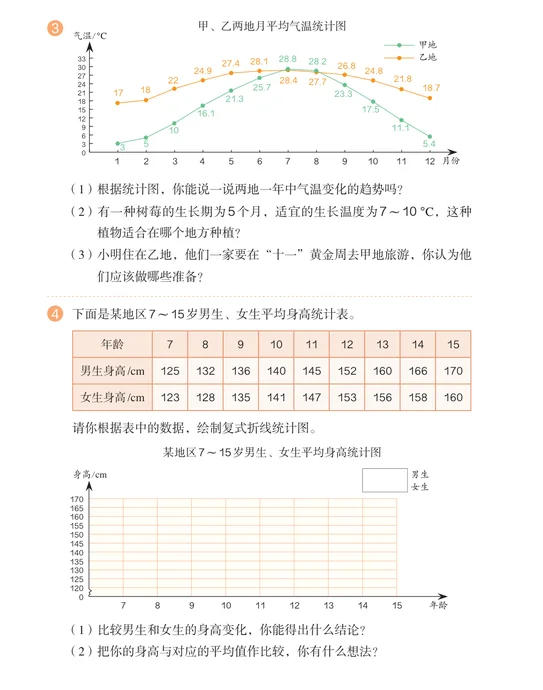 3 甲、乙两地月平均气温统计图
气温/℃
甲地
乙地
33
30
27
24
21
18
15
12
9
6
3
0
17 18 22 24.9 27.4 28.1 28.8 28.2 26.8 24.8 21.8 18.7
3 5 10 16.1 21.3 25.7 28.4 27.7 23.3 17.5 11.1 5.4
1 2 3 4 5 6 7 8 9 10 11 12 月份
(1)根据统计图,你能说一说两地一年中气温变化的趋势吗?
(2)有一种树莓的生长期为5个月,适宜的生长温度为7~10 ℃,这种
植物适合在哪个地方种植?
(3)小明住在乙地,他们一家要在“十一”黄金周去甲地旅游,你认为他
们应该做哪些准备?
4 下面是某地区7~15岁男生、女生平均身高统计表。
年龄 7 8 9 10 11 12 13 14 15
男生身高/cm 125 132 136 140 145 152 160 166 170
女生身高/cm 123 128 135 141 147 153 156 158 160
请你根据表中的数据,绘制复式折线统计图。
某地区7~15岁男生、女生平均身高统计图
身高/cm
男生
女生
170
165
160
155
150
145
140
135
130
125
120
0
7 8 9 10 11 12 13 14 15 年龄
(1)比较男生和女生的身高变化,你能得出什么结论?
(2)把你的身高与对应的平均值作比较,你有什么想法?